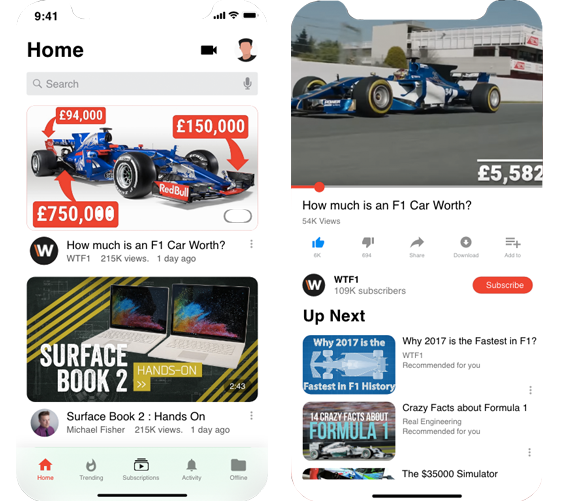 9:41
Home
Search
£94,000
£150,000
RedBull
£750,000
How much is an F1 Car Worth?
WTF1 215K views. 1 day ago
SURFACE
BOOK 2
HANDS-ON
>>
2:43
Surface Book 2 : Hands On
Michael Fisher 215K views. 1 day ago
Home
Trending
Subscriptions
Activity
Offline
£5,582
How much is an F1 Car Worth?
54K Views
6K
694
Share
Download
Add to
WTF1
109K subscribers
Subscribe
Up Next
Why 2017 is the
Fastest in F1 History
Why 2017 is the Fastest in F1?
WTF1
Recommended for you
14 CRAZY FACTS ABOUT
FORMULA 1
Crazy Facts about Formula 1
Real Engineering
Recommended for you
The $35000 Simulator